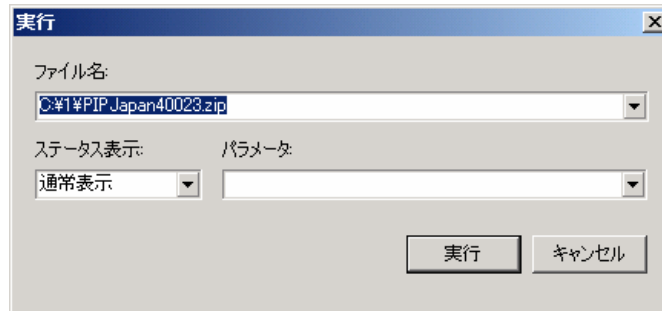 実行
ファイル名:
C:¥1¥PIPJapan40023.zip
ステータス表示:
パラメータ:
通常表示
実行
キャンセル